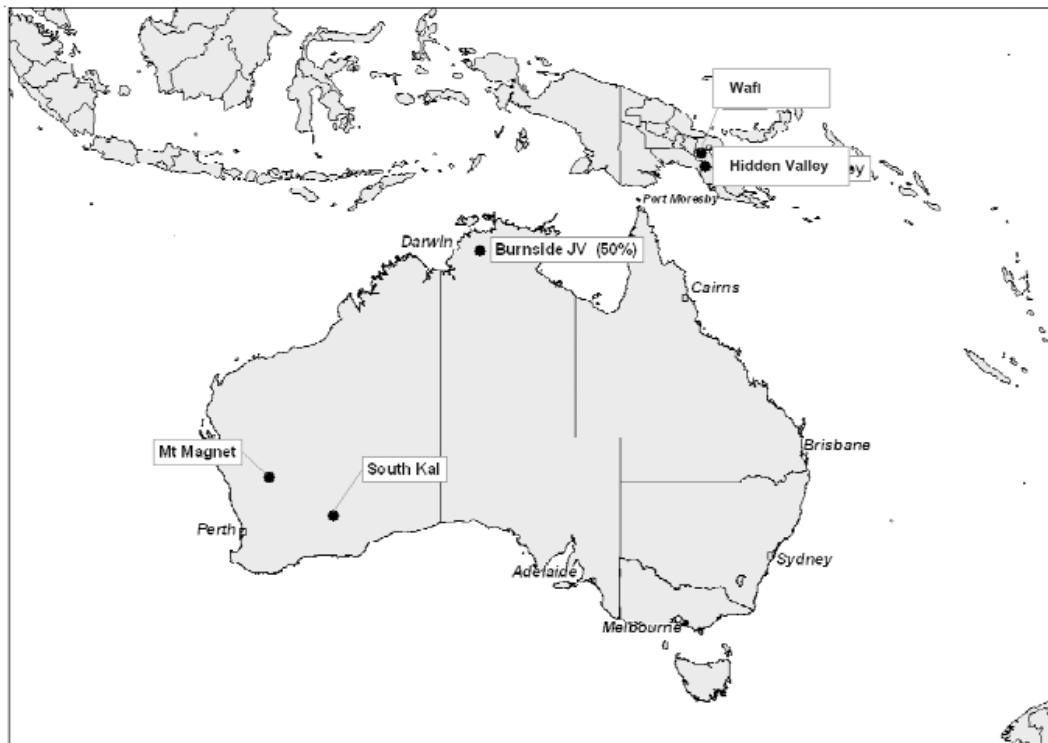 Wafi
Hidden Valley
ey
Port Moresby
Darwin
Burnside JV (50%)
Cairns
Mt Magnet
South Kal
Brisbane
Perth
Adelaide
Sydney
Melbourne